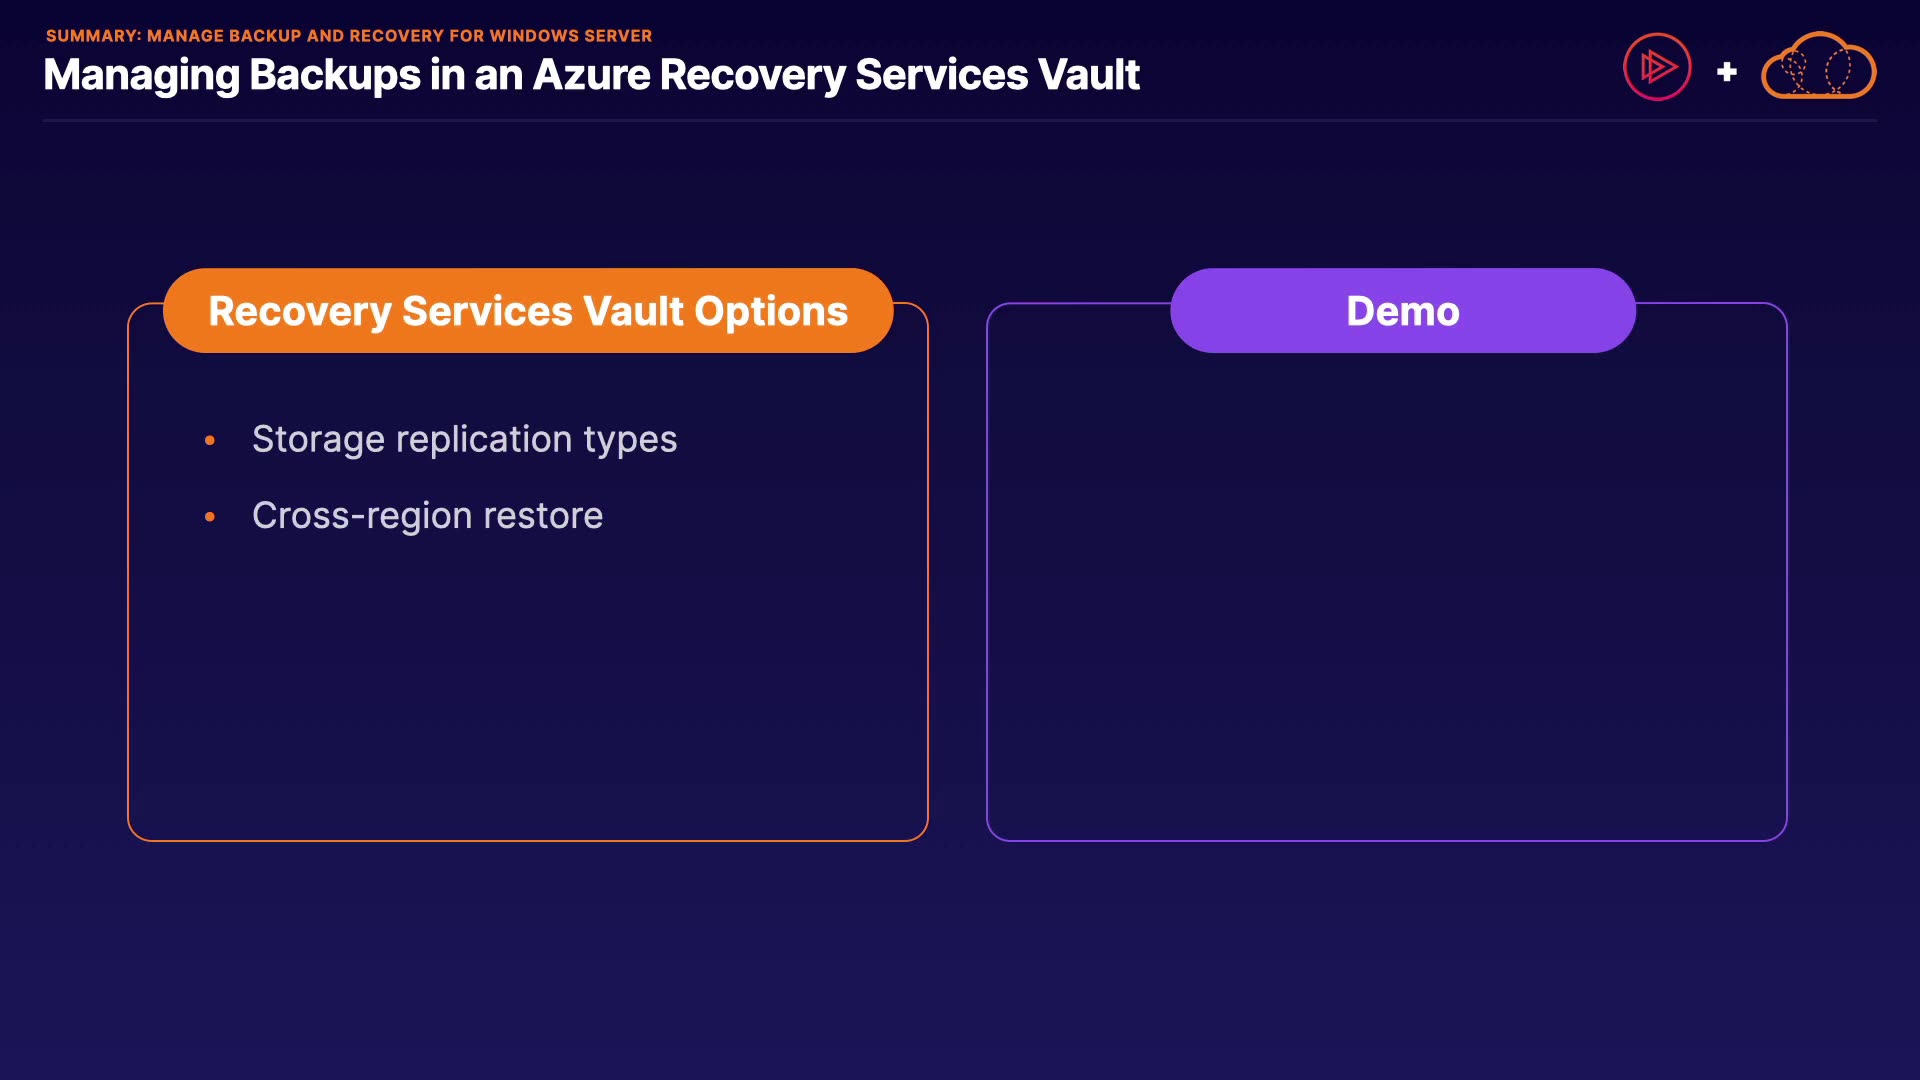 SUMMARY: MANAGE BACKUP AND RECOVERY FOR WINDOWS SERVER
Managing Backups in an Azure Recovery Services Vault
+
Recovery Services Vault Options
• Storage replication types
• Cross-region restore
Demo